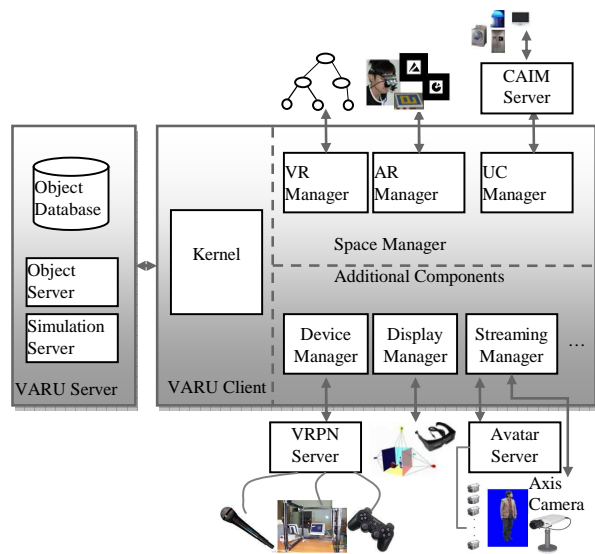 CAIM
Server
Object
Database
Object
Server
Simulation
Server
VARU Server
Kernel
VARU Client
VR
Manager
AR
Manager
UC
Manager
Space Manager
Additional Components
Device
Manager
Display
Manager
Streaming
Manager
...
VRPN
Server
Avatar
Server
Axis
Camera